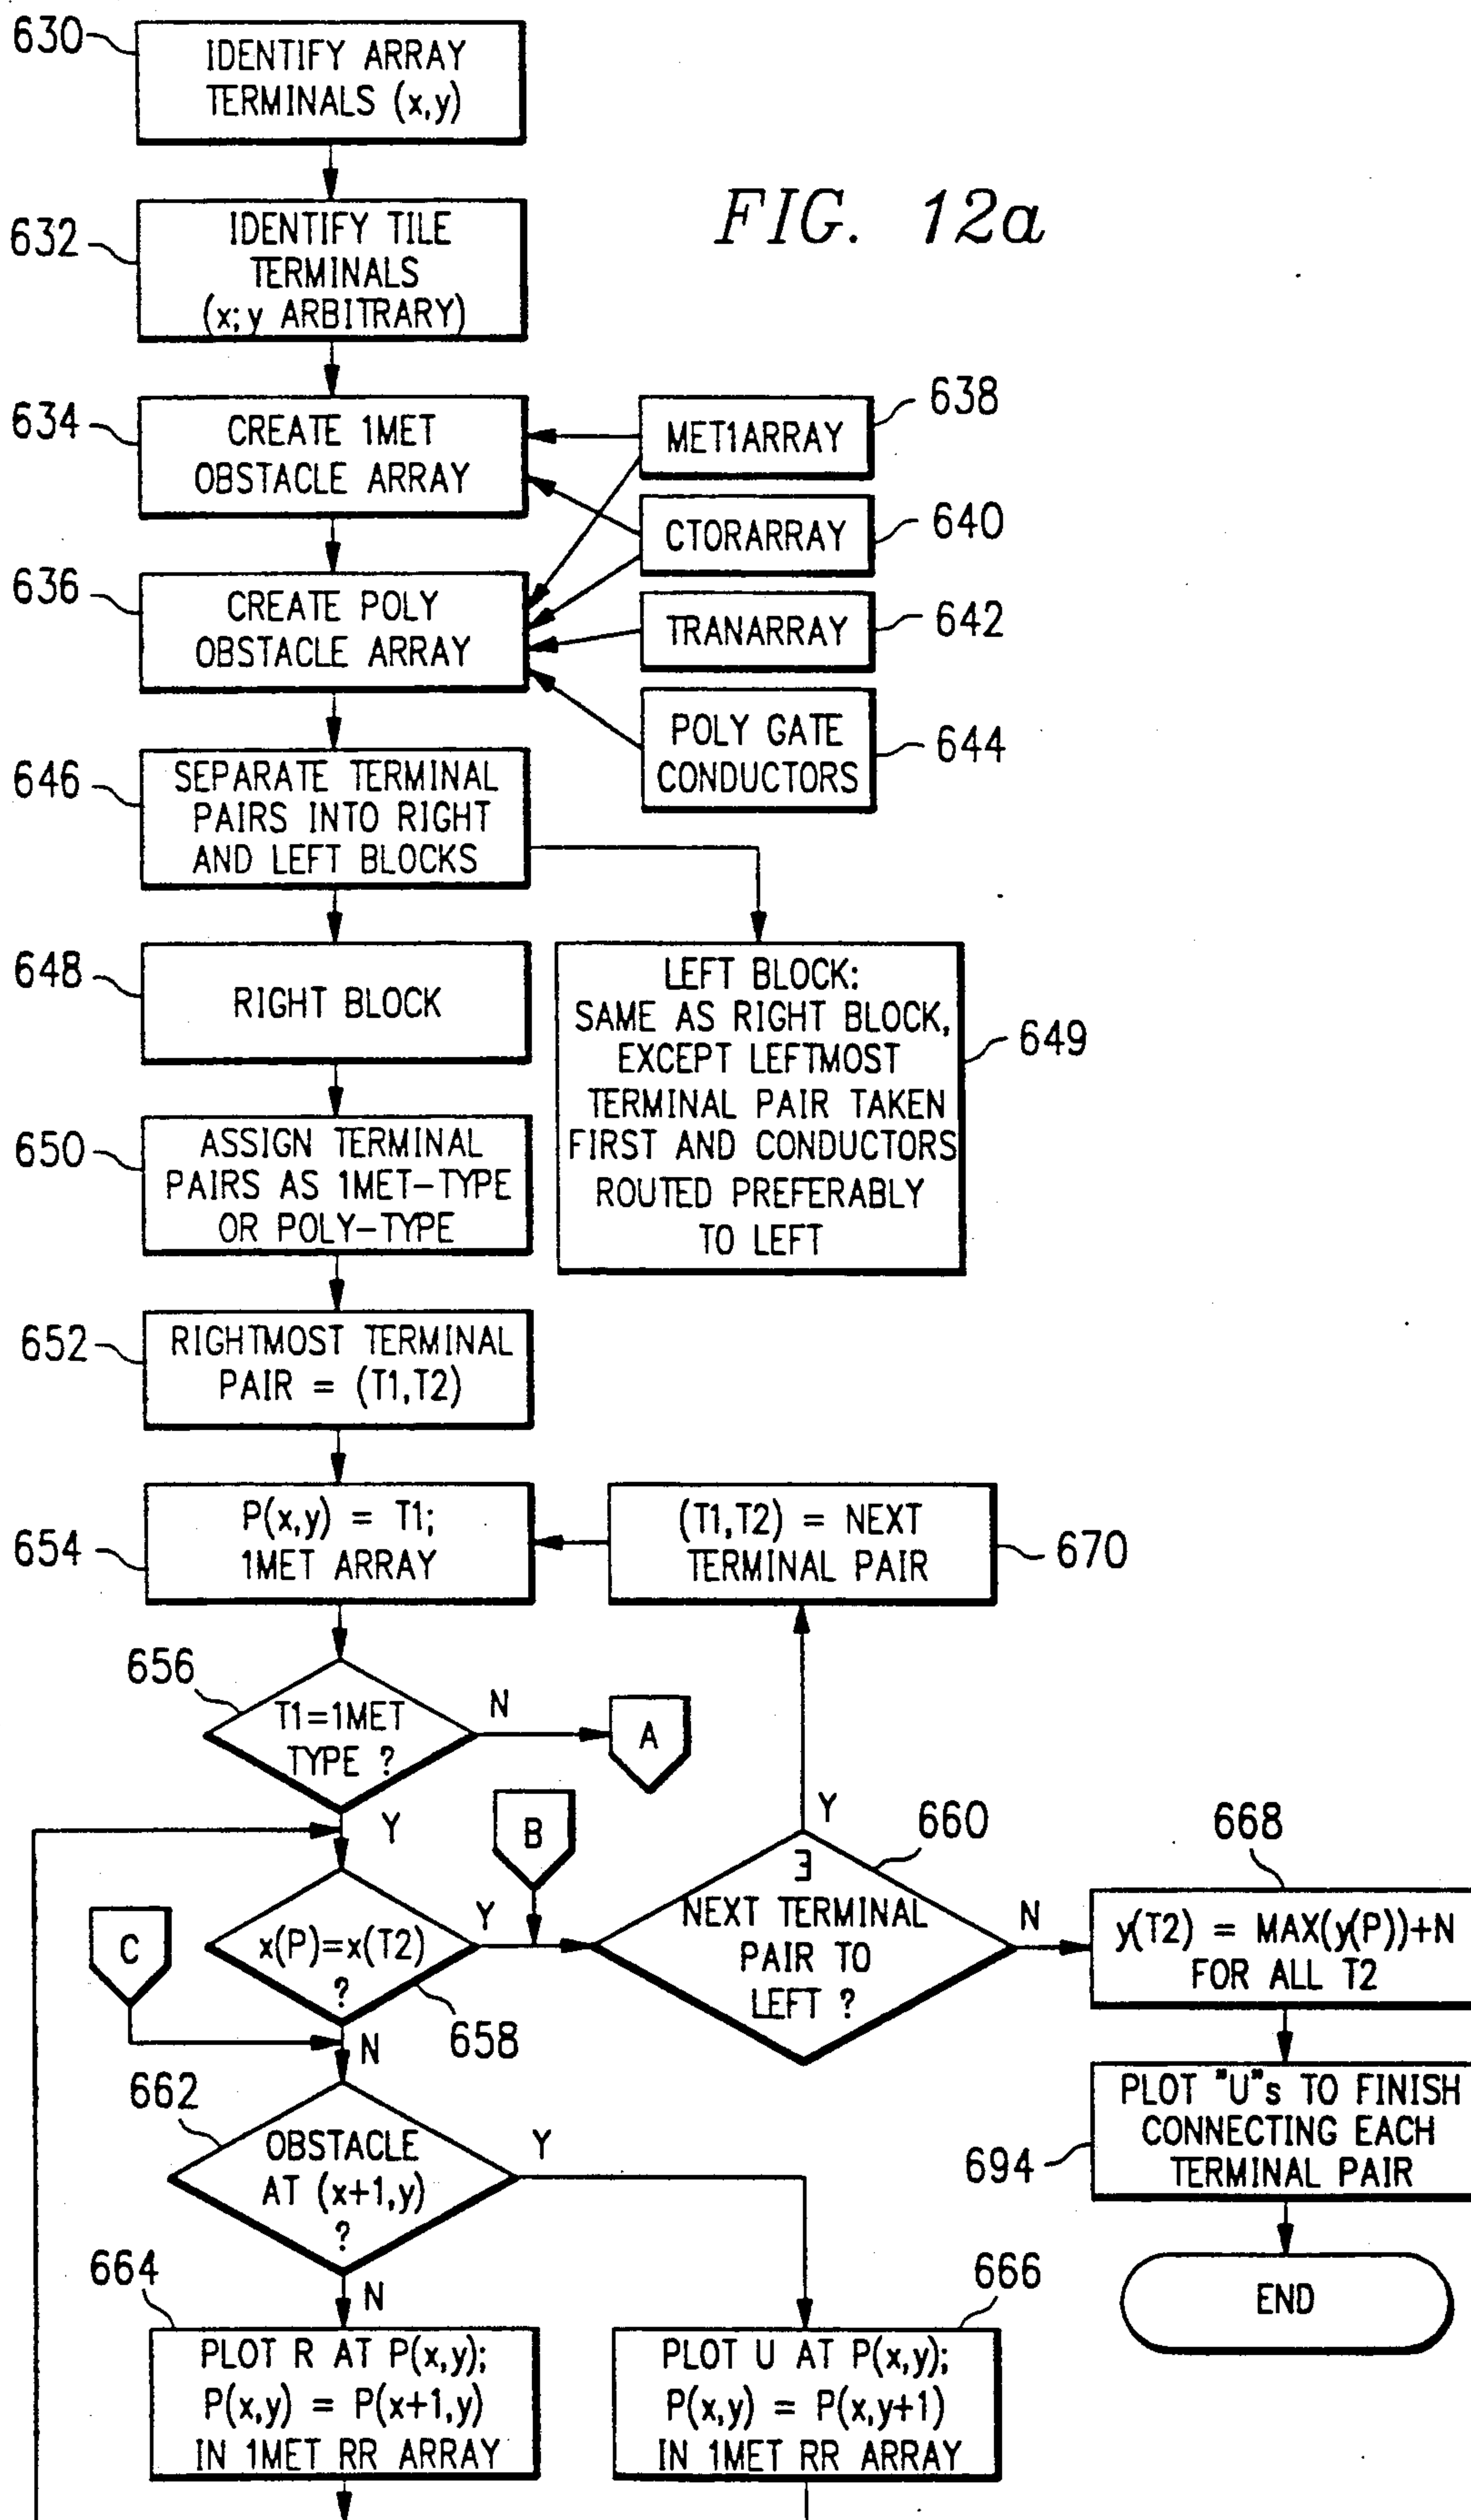 630
IDENTIFY ARRAY
TERMINALS (x,y)
FIG. 12a
632
IDENTIFY TILE
TERMINALS
(x;y ARBITRARY)
634
CREATE 1MET
OBSTACLE ARRAY
MET1ARRAY
638
CTORARRAY
640
636
CREATE POLY
OBSTACLE ARRAY
TRANARRAY
642
POLY GATE
CONDUCTORS
644
646
SEPARATE TERMINAL
PAIRS INTO RIGHT
AND LEFT BLOCKS
648
RIGHT BLOCK
LEFT BLOCK:
SAME AS RIGHT BLOCK,
EXCEPT LEFTMOST
TERMINAL PAIR TAKEN
FIRST AND CONDUCTORS
ROUTED PREFERABLY
TO LEFT
649
650
ASSIGN TERMINAL
PAIRS AS 1MET-TYPE
OR POLY-TYPE
652
RIGHTMOST TERMINAL
PAIR = (T1,T2)
654
P(x,y) = T1;
1MET ARRAY
(T1,T2) = NEXT
TERMINAL PAIR
670
656
T1=1MET
TYPE ?
N
A
Y
B
Y
660
668
C
x(P)=x(T2)
?
Y
658
N
∃
NEXT TERMINAL
PAIR TO
LEFT ?
N
y(T2) = MAX(y(P))+N
FOR ALL T2
662
OBSTACLE
AT (x+1,y)
?
Y
N
694
PLOT "U"s TO FINISH
CONNECTING EACH
TERMINAL PAIR
END
664
PLOT R AT P(x,y);
P(x,y) = P(x+1,y)
IN 1MET RR ARRAY
666
PLOT U AT P(x,y);
P(x,y) = P(x,y+1)
IN 1MET RR ARRAY